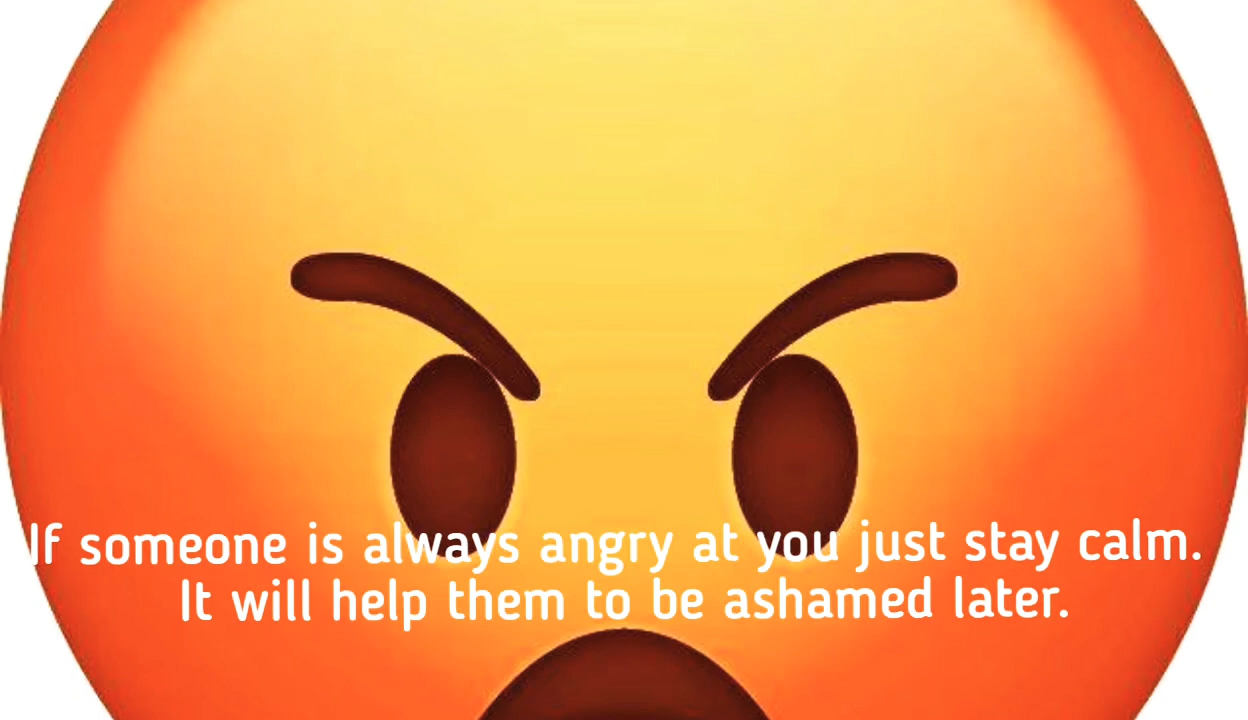 If someone is always angry at you just stay calm.
It will help them to be ashamed later.